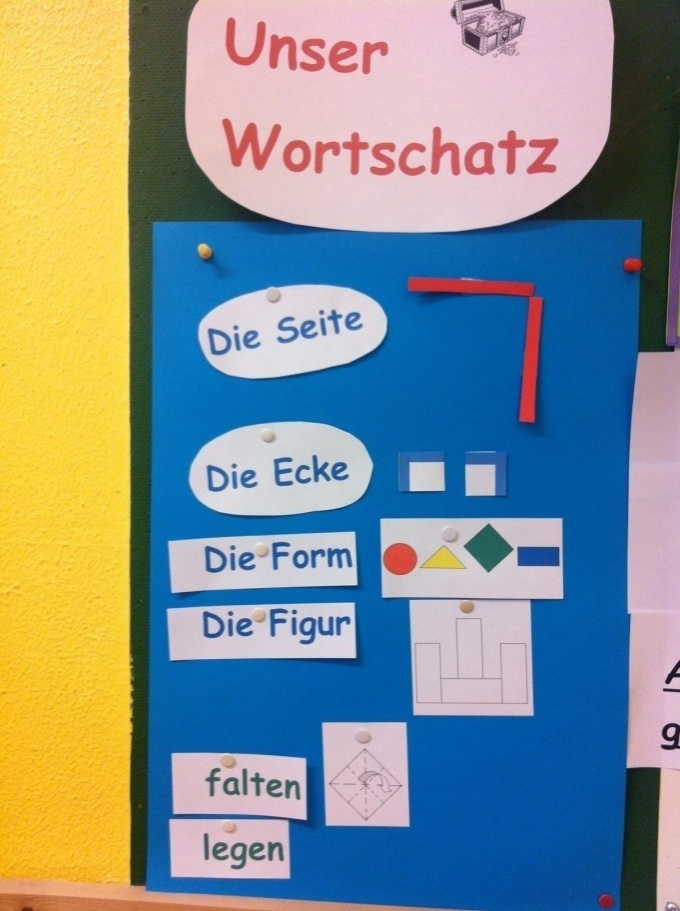 Unser
Wortschatz
Die Seite
Die Ecke
Die Form
Die Figur
falten
legen